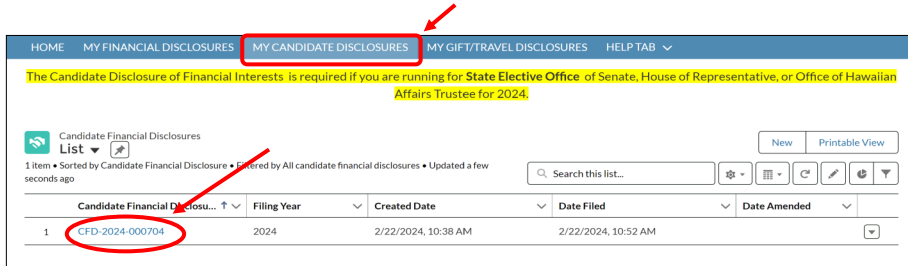 HOME MY FINANCIAL DISCLOSURES MY CANDIDATE DISCLOSURES MY GIFT/TRAVEL DISCLOSURES HELP TAB
The Candidate Disclosure of Financial Interests is required if you are running for State Elective Office of Senate, House of Representative, or Office of Hawaiian
Affairs Trustee for 2024.
Candidate Financial Disclosures
List
New Printable View
1 item • Sorted by Candidate Financial Disclosure • Filtered by All candidate financial disclosures • Updated a few
seconds ago
Search this list...
Candidate Financial Disclosu... Filing Year Created Date Date Filed Date Amended
1 CFD-2024-000704 2024 2/22/2024, 10:38 AM 2/22/2024, 10:52 AM